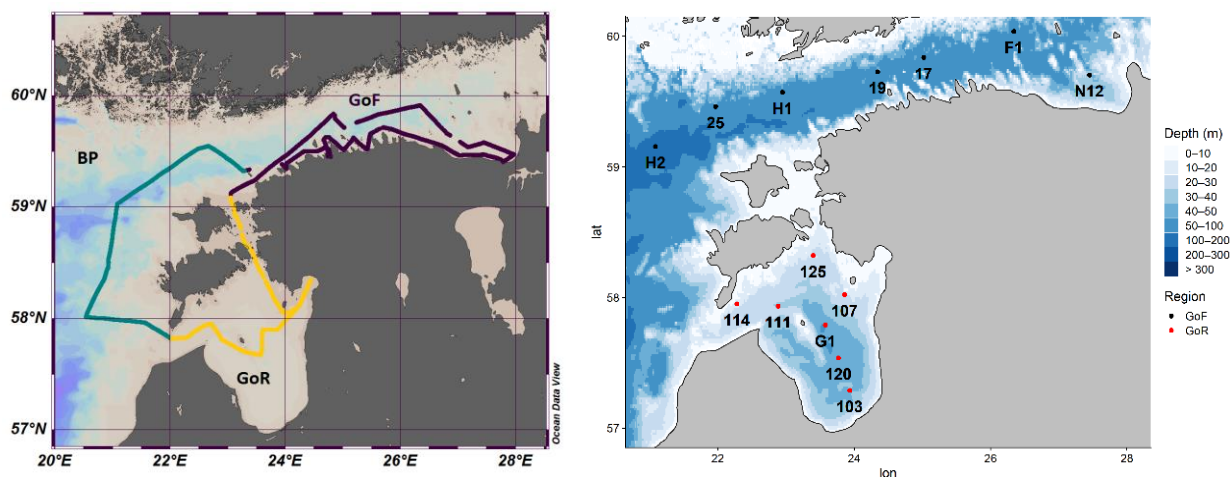 60°N
59°N
58°N
57°N
20°E 22°E 24°E 26°E 28°E
BP
GoF
GoR
Ocean Data View
60
59
58
57
lat
22 24 26 28
lon
F1
17
19
N12
H1
25
H2
125
107
114
111
G1
120
103
Depth (m)
0–10
10–20
20–30
30–40
40–50
50–100
100–200
200–300
> 300
Region
GoF
GoR